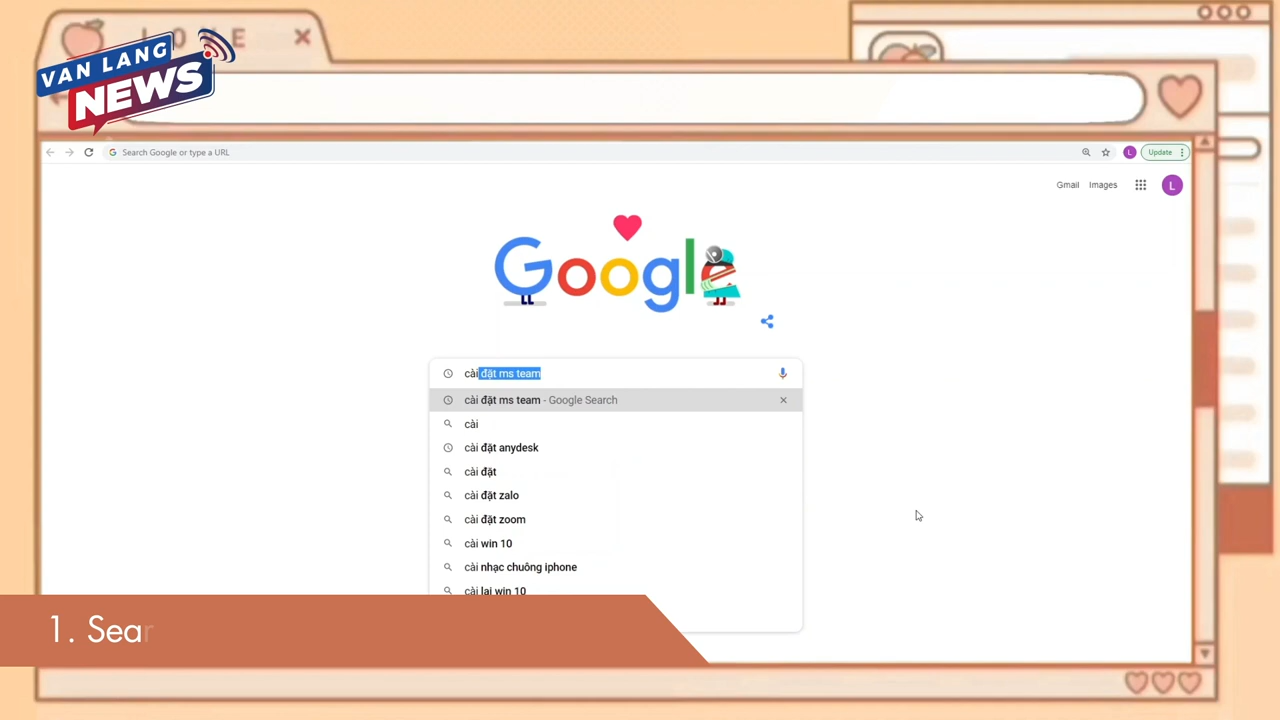 VAN LANG
NEWS
Search Google or type a URL
L
Update
Gmail
Images
L
Google
cài đặt ms team
cài đặt ms team - Google Search
cài
cài đặt anydesk
cài đặt
cài đặt zalo
cài đặt zoom
cài win 10
cài nhạc chuông iphone
cài lại win 10
1. Sear